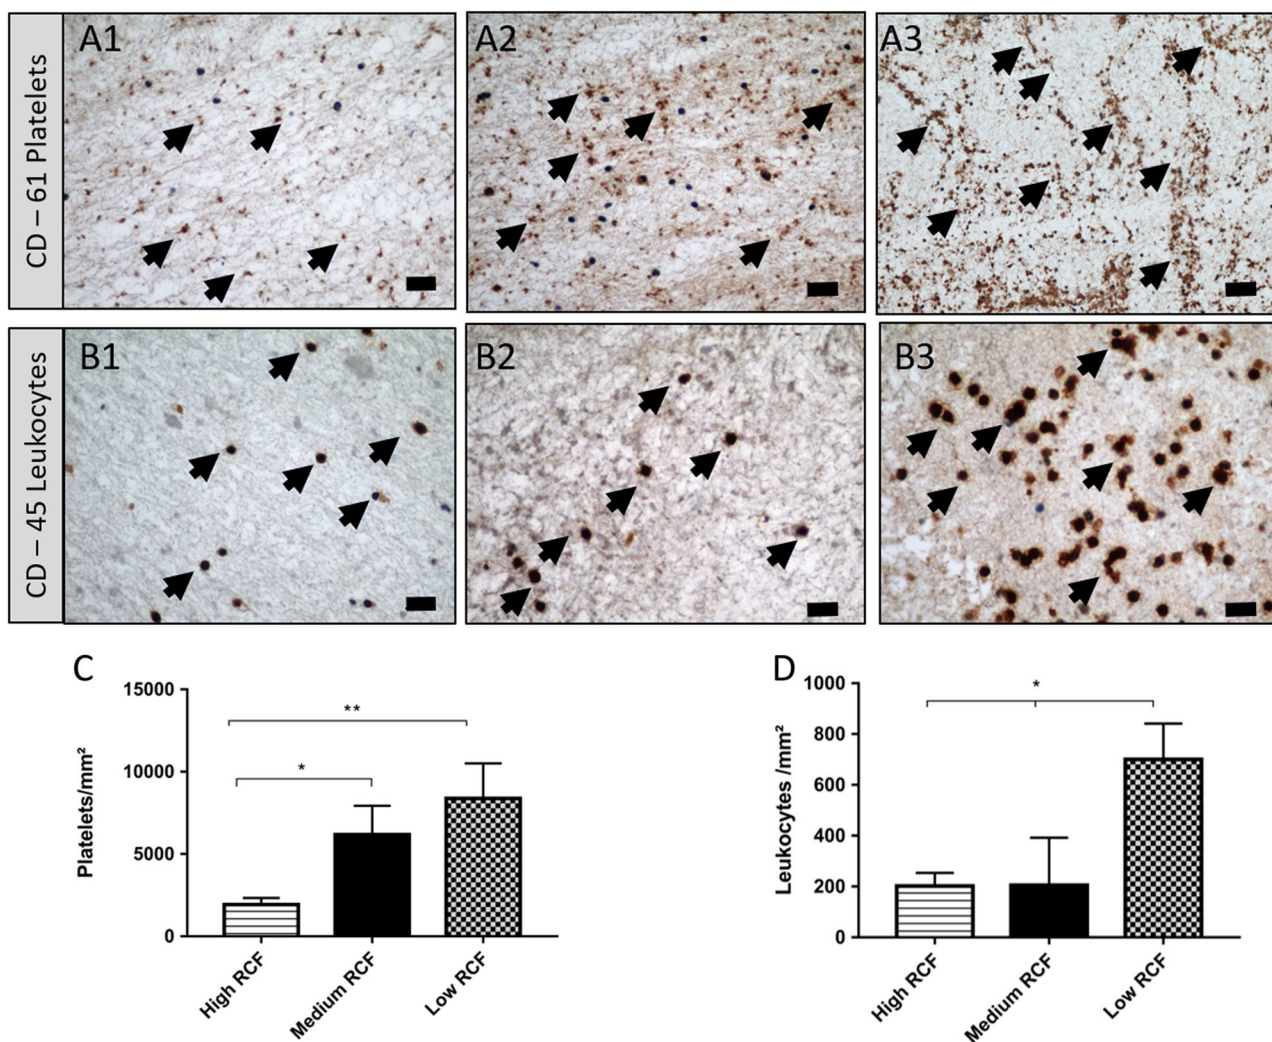 CD – 61 Platelets
A1
A2
A3
CD – 45 Leukocytes
B1
B2
B3
C
Platelets/mm²
15000
10000
5000
0
**
*
High RCF
Medium RCF
Low RCF
D
Leukocytes /mm²
1000
800
600
400
200
0
*
High RCF
Medium RCF
Low RCF